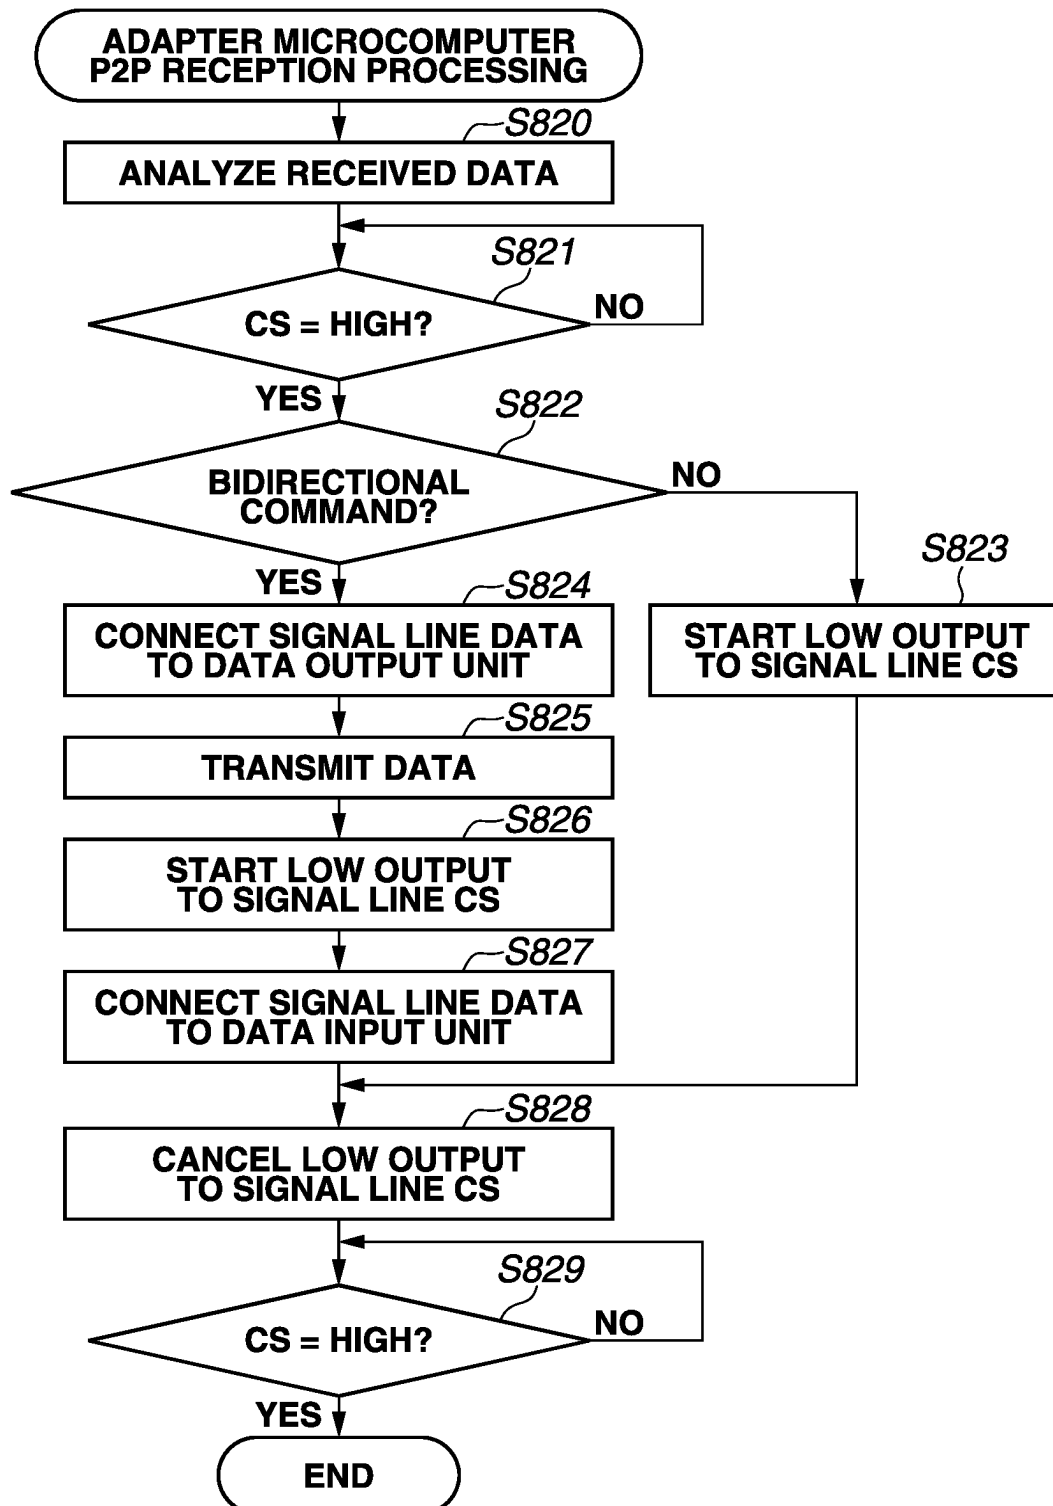 ADAPTER MICROCOMPUTER
P2P RECEPTION PROCESSING
S820
ANALYZE RECEIVED DATA
S821
CS = HIGH?
NO
YES
S822
BIDIRECTIONAL
COMMAND?
NO
YES
S823
START LOW OUTPUT
TO SIGNAL LINE CS
S824
CONNECT SIGNAL LINE DATA
TO DATA OUTPUT UNIT
S825
TRANSMIT DATA
S826
START LOW OUTPUT
TO SIGNAL LINE CS
S827
CONNECT SIGNAL LINE DATA
TO DATA INPUT UNIT
S828
CANCEL LOW OUTPUT
TO SIGNAL LINE CS
S829
CS = HIGH?
NO
YES
END